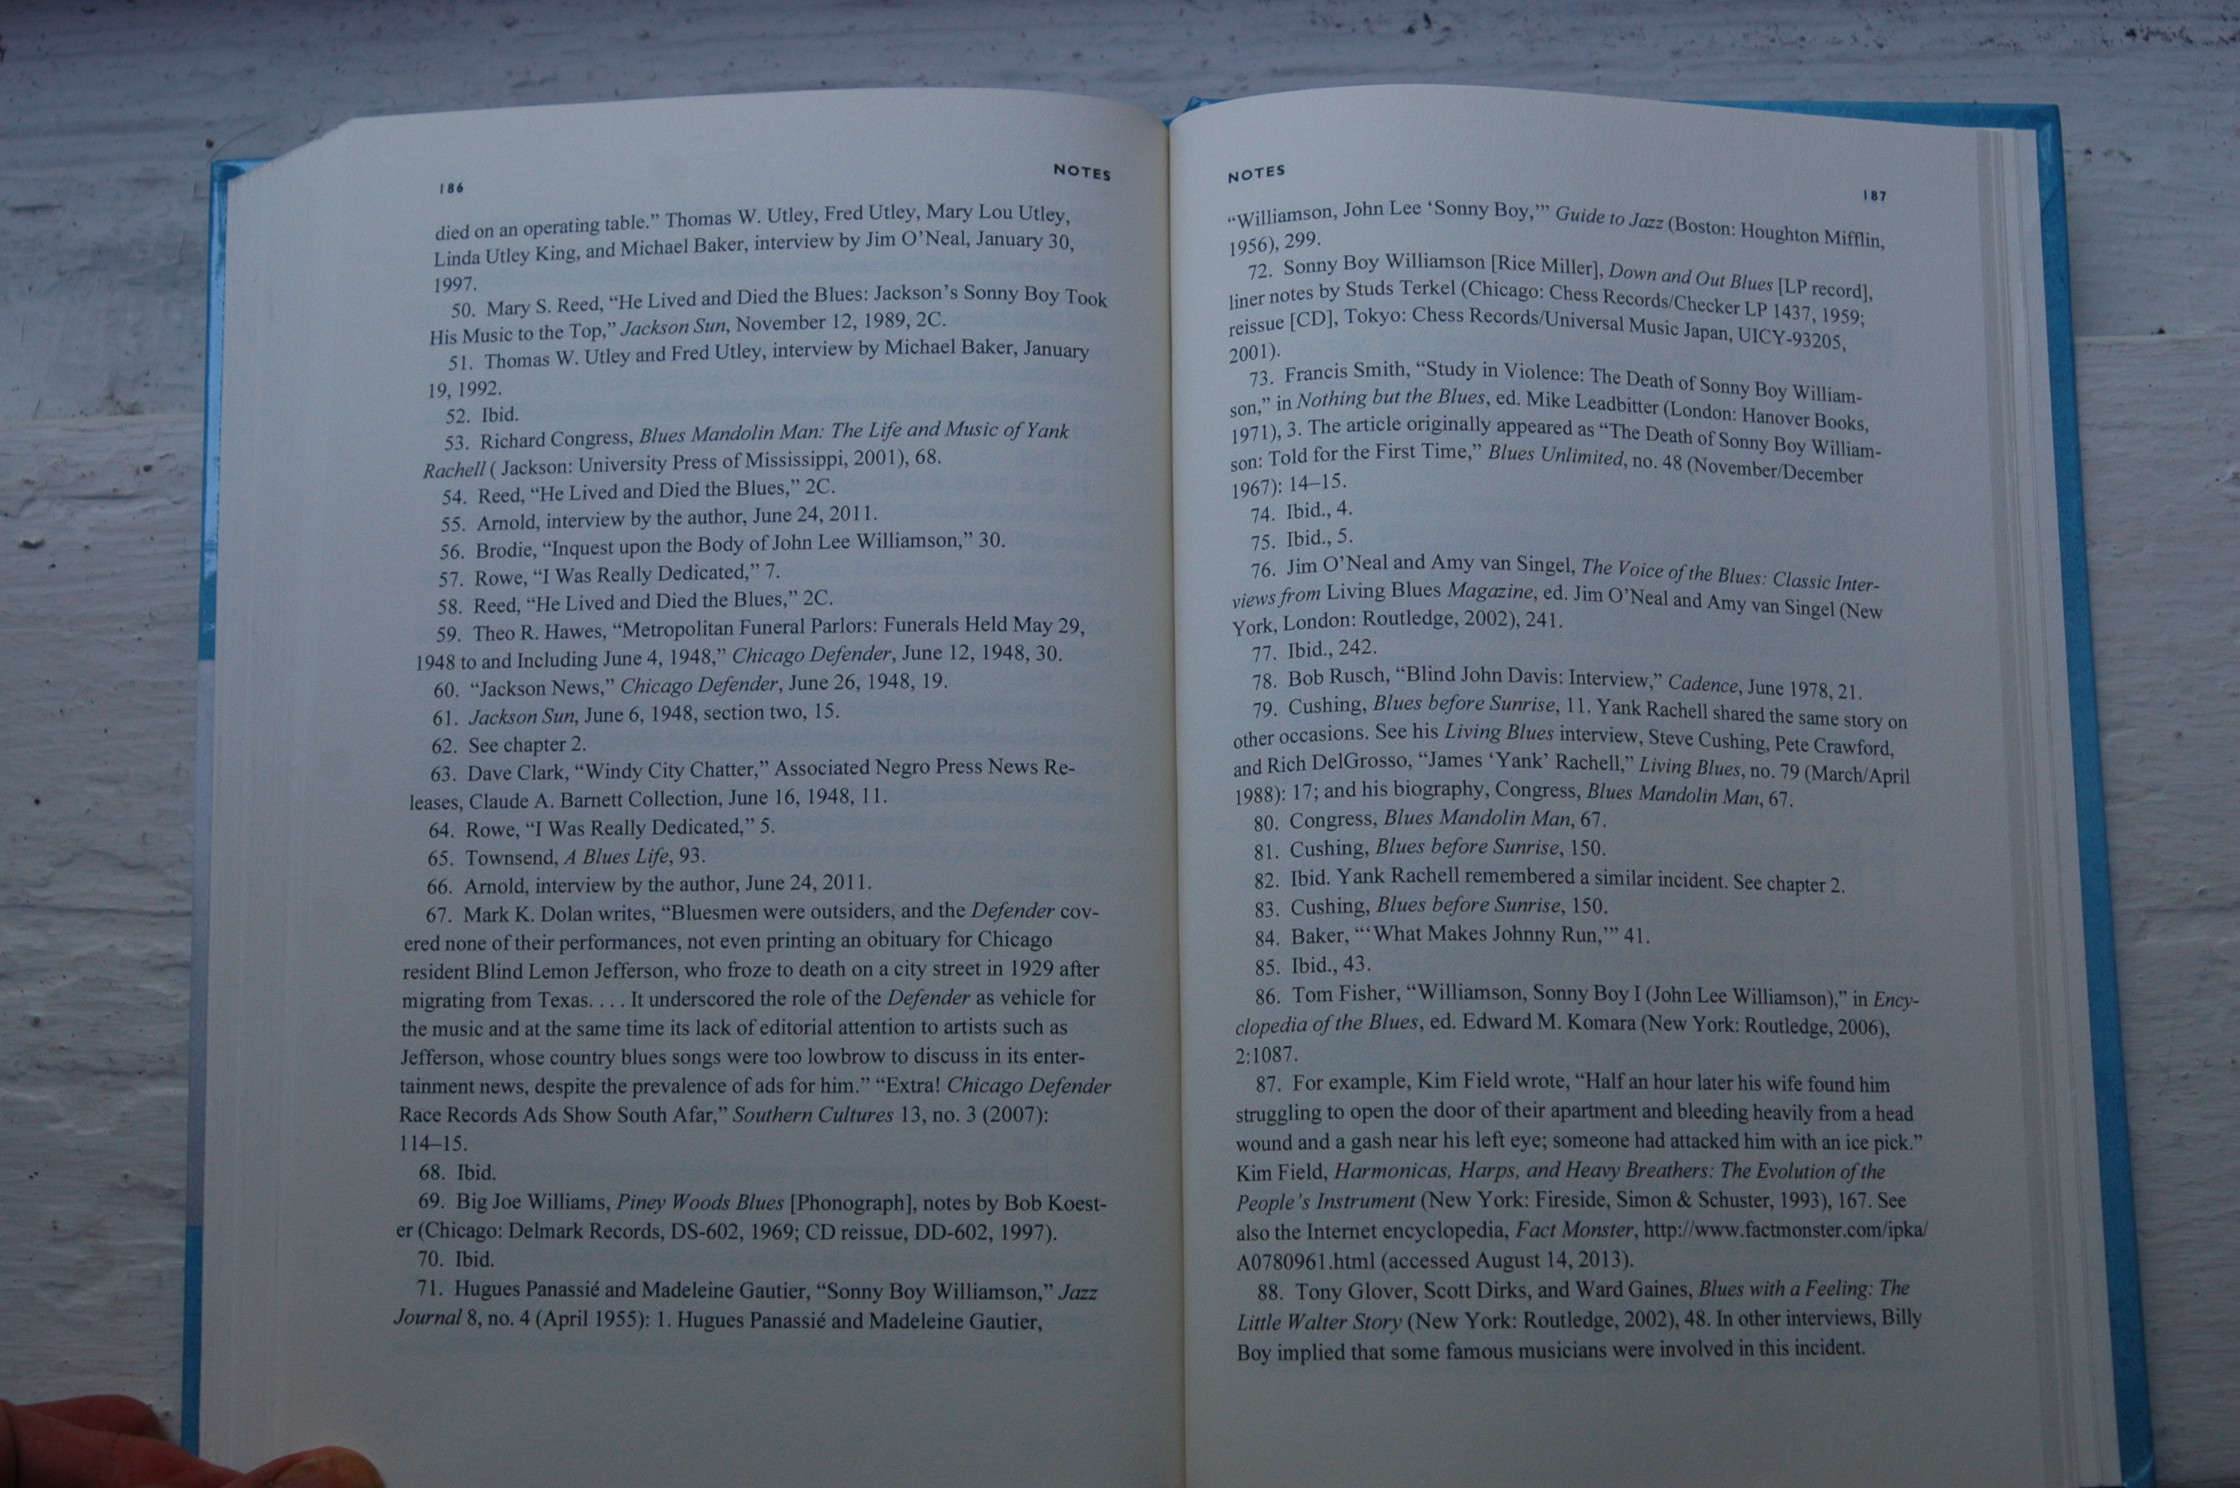 186
NOTES
died on an operating table.” Thomas W. Utley, Fred Utley, Mary Lou Utley,
Linda Utley King, and Michael Baker, interview by Jim O’Neal, January 30,
1997.
50. Mary S. Reed, “He Lived and Died the Blues: Jackson’s Sonny Boy Took
His Music to the Top,” Jackson Sun, November 12, 1989, 2C.
51. Thomas W. Utley and Fred Utley, interview by Michael Baker, January
19, 1992.
52. Ibid.
53. Richard Congress, Blues Mandolin Man: The Life and Music of Yank
Rachell ( Jackson: University Press of Mississippi, 2001), 68.
54. Reed, “He Lived and Died the Blues,” 2C.
55. Arnold, interview by the author, June 24, 2011.
56. Brodie, “Inquest upon the Body of John Lee Williamson,” 30.
57. Rowe, “I Was Really Dedicated,” 7.
58. Reed, “He Lived and Died the Blues,” 2C.
59. Theo R. Hawes, “Metropolitan Funeral Parlors: Funerals Held May 29,
1948 to and Including June 4, 1948,” Chicago Defender, June 12, 1948, 30.
60. “Jackson News,” Chicago Defender, June 26, 1948, 19.
61. Jackson Sun, June 6, 1948, section two, 15.
62. See chapter 2.
63. Dave Clark, “Windy City Chatter,” Associated Negro Press News Re-
leases, Claude A. Barnett Collection, June 16, 1948, 11.
64. Rowe, “I Was Really Dedicated,” 5.
65. Townsend, A Blues Life, 93.
66. Arnold, interview by the author, June 24, 2011.
67. Mark K. Dolan writes, “Bluesmen were outsiders, and the Defender cov-
ered none of their performances, not even printing an obituary for Chicago
resident Blind Lemon Jefferson, who froze to death on a city street in 1929 after
migrating from Texas. . . . It underscored the role of the Defender as vehicle for
the music and at the same time its lack of editorial attention to artists such as
Jefferson, whose country blues songs were too lowbrow to discuss in its enter-
tainment news, despite the prevalence of ads for him.” “Extra! Chicago Defender
Race Records Ads Show South Afar,” Southern Cultures 13, no. 3 (2007):
114–15.
68. Ibid.
69. Big Joe Williams, Piney Woods Blues [Phonograph], notes by Bob Koest-
er (Chicago: Delmark Records, DS-602, 1969; CD reissue, DD-602, 1997).
70. Ibid.
71. Hugues Panassié and Madeleine Gautier, “Sonny Boy Williamson,” Jazz
Journal 8, no. 4 (April 1955): 1. Hugues Panassié and Madeleine Gautier,
NOTES
187
“Williamson, John Lee ‘Sonny Boy,’” Guide to Jazz (Boston: Houghton Mifflin,
1956), 299.
72. Sonny Boy Williamson [Rice Miller], Down and Out Blues [LP record],
liner notes by Studs Terkel (Chicago: Chess Records/Checker LP 1437, 1959;
reissue [CD], Tokyo: Chess Records/Universal Music Japan, UICY-93205,
2001).
73. Francis Smith, “Study in Violence: The Death of Sonny Boy William-
son,” in Nothing but the Blues, ed. Mike Leadbitter (London: Hanover Books,
1971), 3. The article originally appeared as “The Death of Sonny Boy William-
son: Told for the First Time,” Blues Unlimited, no. 48 (November/December
1967): 14–15.
74. Ibid., 4.
75. Ibid., 5.
76. Jim O’Neal and Amy van Singel, The Voice of the Blues: Classic Inter-
views from Living Blues Magazine, ed. Jim O’Neal and Amy van Singel (New
York, London: Routledge, 2002), 241.
77. Ibid., 242.
78. Bob Rusch, “Blind John Davis: Interview,” Cadence, June 1978, 21.
79. Cushing, Blues before Sunrise, 11. Yank Rachell shared the same story on
other occasions. See his Living Blues interview, Steve Cushing, Pete Crawford,
and Rich DelGrosso, “James ‘Yank’ Rachell,” Living Blues, no. 79 (March/April
1988): 17; and his biography, Congress, Blues Mandolin Man, 67.
80. Congress, Blues Mandolin Man, 67.
81. Cushing, Blues before Sunrise, 150.
82. Ibid. Yank Rachell remembered a similar incident. See chapter 2.
83. Cushing, Blues before Sunrise, 150.
84. Baker, “‘What Makes Johnny Run,’” 41.
85. Ibid., 43.
86. Tom Fisher, “Williamson, Sonny Boy I (John Lee Williamson),” in Ency-
clopedia of the Blues, ed. Edward M. Komara (New York: Routledge, 2006),
2:1087.
87. For example, Kim Field wrote, “Half an hour later his wife found him
struggling to open the door of their apartment and bleeding heavily from a head
wound and a gash near his left eye; someone had attacked him with an ice pick.”
Kim Field, Harmonicas, Harps, and Heavy Breathers: The Evolution of the
People’s Instrument (New York: Fireside, Simon & Schuster, 1993), 167. See
also the Internet encyclopedia, Fact Monster, http://www.factmonster.com/ipka/
A0780961.html (accessed August 14, 2013).
88. Tony Glover, Scott Dirks, and Ward Gaines, Blues with a Feeling: The
Little Walter Story (New York: Routledge, 2002), 48. In other interviews, Billy
Boy implied that some famous musicians were involved in this incident.